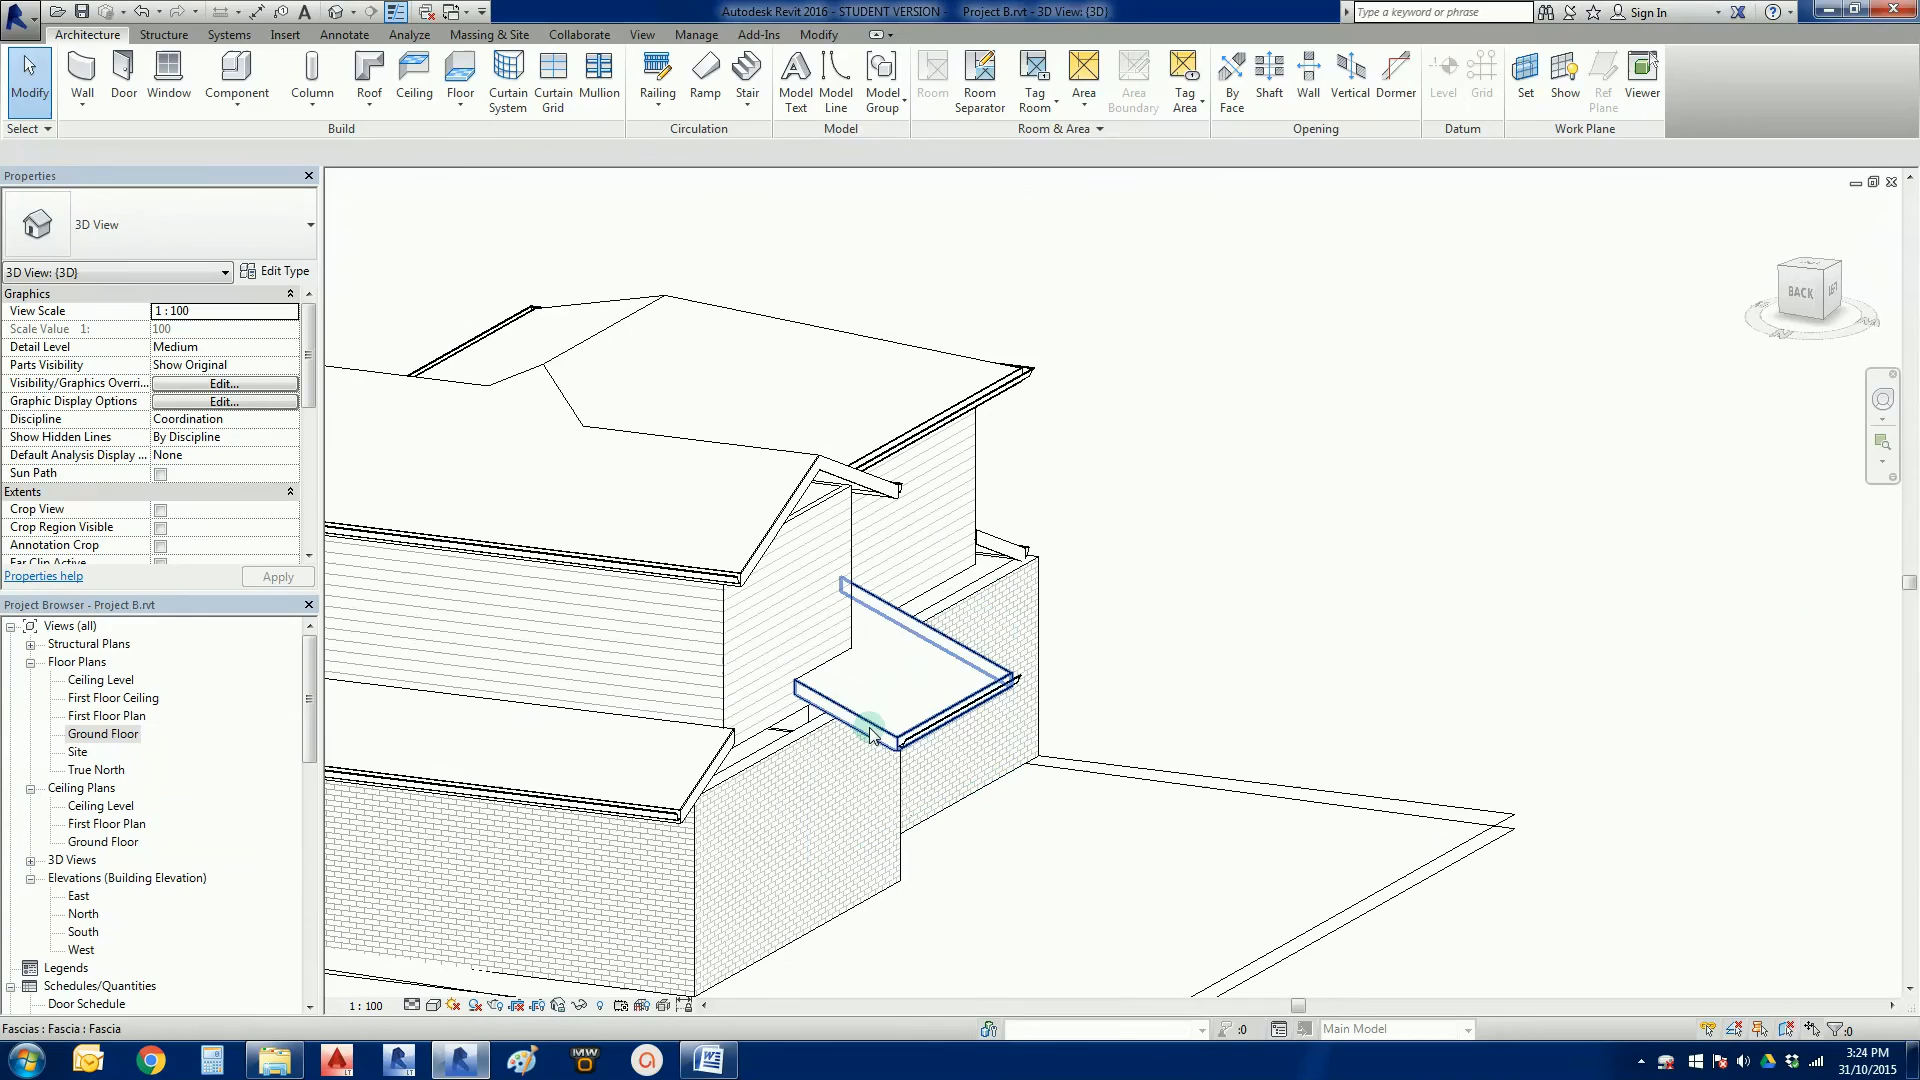 Autodesk Revit 2016 - STUDENT VERSION -    Project B.rvt - 3D View: {3D}
Type a keyword or phrase
Sign In
Architecture Structure Systems Insert Annotate Analyze Massing & Site Collaborate View Manage Add-Ins Modify
Modify Wall Door Window Component Column Roof Ceiling Floor Curtain System Curtain Grid Mullion Railing Ramp Stair Model Text Model Line Model Group Room Room Separator Tag Room Area Area Boundary Tag Area By Face Shaft Wall Vertical Dormer Level Grid Set Show Ref Plane Viewer
Select Build Circulation Model Room & Area Opening Datum Work Plane
Properties
3D View
3D View: {3D} Edit Type
Graphics
View Scale 1 : 100
Scale Value 1: 100
Detail Level Medium
Parts Visibility Show Original
Visibility/Graphics Overri... Edit...
Graphic Display Options Edit...
Discipline Coordination
Show Hidden Lines By Discipline
Default Analysis Display ... None
Sun Path
Extents
Crop View
Crop Region Visible
Annotation Crop
Far Clip Active
Properties help Apply
BACK
Project Browser - Project B.rvt
Views (all)
Structural Plans
Floor Plans
Ceiling Level
First Floor Ceiling
First Floor Plan
Ground Floor
Site
True North
Ceiling Plans
Ceiling Level
First Floor Plan
Ground Floor
3D Views
Elevations (Building Elevation)
East
North
South
West
Legends
Schedules/Quantities
Door Schedule
1 : 100
Fascias : Fascia : Fascia
:0
Main Model
:0
3:24 PM
31/10/2015